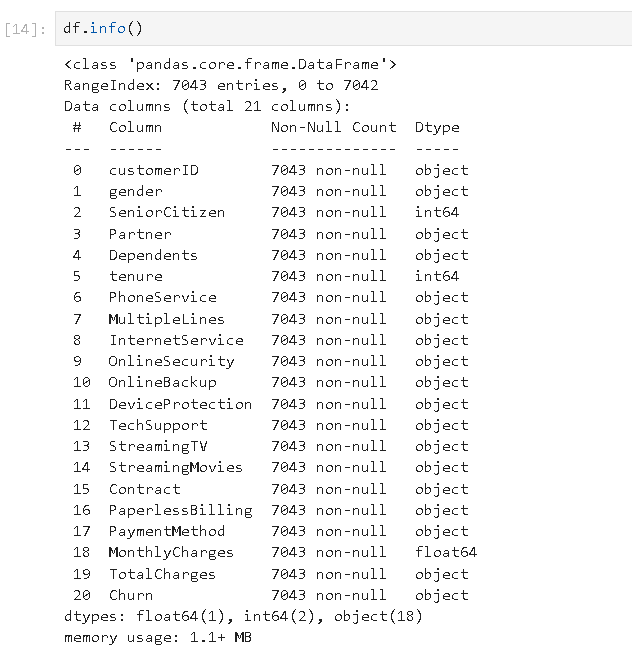 [14]: df.info()
<class 'pandas.core.frame.DataFrame'>
RangeIndex: 7043 entries, 0 to 7042
Data columns (total 21 columns):
 #   Column            Non-Null Count  Dtype
---  ------            --------------  -----
 0   customerID        7043 non-null   object
 1   gender            7043 non-null   object
 2   SeniorCitizen     7043 non-null   int64
 3   Partner           7043 non-null   object
 4   Dependents        7043 non-null   object
 5   tenure            7043 non-null   int64
 6   PhoneService      7043 non-null   object
 7   MultipleLines     7043 non-null   object
 8   InternetService   7043 non-null   object
 9   OnlineSecurity    7043 non-null   object
 10  OnlineBackup      7043 non-null   object
 11  DeviceProtection  7043 non-null   object
 12  TechSupport       7043 non-null   object
 13  StreamingTV       7043 non-null   object
 14  StreamingMovies   7043 non-null   object
 15  Contract          7043 non-null   object
 16  PaperlessBilling  7043 non-null   object
 17  PaymentMethod     7043 non-null   object
 18  MonthlyCharges    7043 non-null   float64
 19  TotalCharges      7043 non-null   object
 20  Churn             7043 non-null   object
dtypes: float64(1), int64(2), object(18)
memory usage: 1.1+ MB